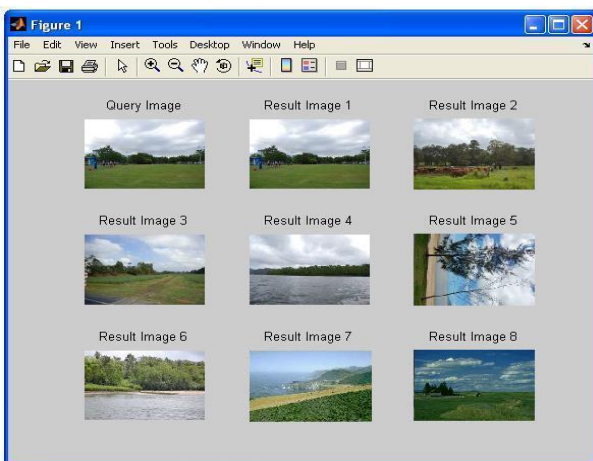 Figure 1
File Edit View Insert Tools Desktop Window Help
Query Image Result Image 1 Result Image 2
Result Image 3 Result Image 4 Result Image 5
Result Image 6 Result Image 7 Result Image 8